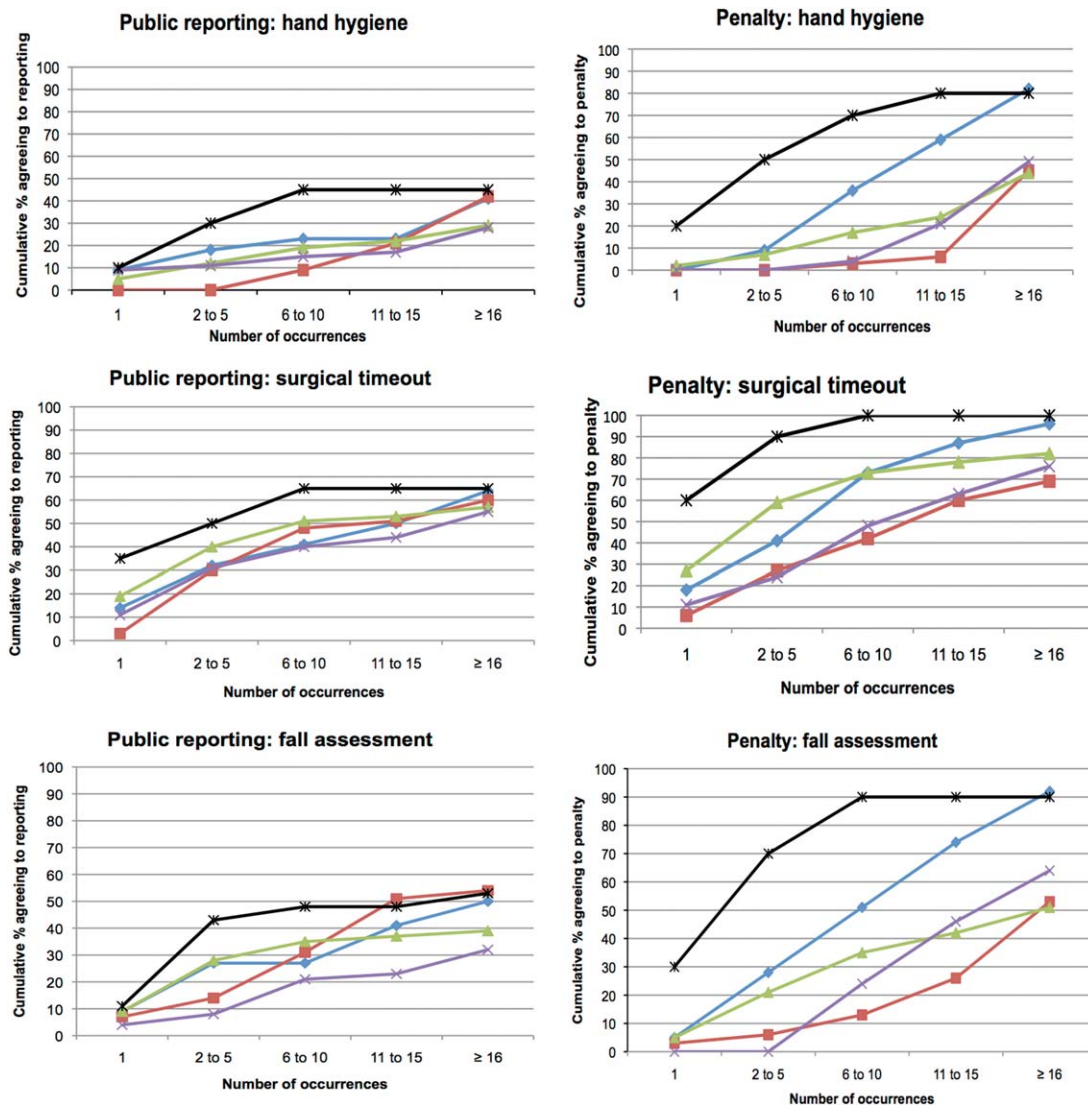 Public reporting: hand hygiene
Cumulative % agreeing to reporting
100
90
80
70
60
50
40
30
20
10
0
1 2 to 5 6 to 10 11 to 15 ≥ 16
Number of occurrences
Penalty: hand hygiene
Cumulative % agreeing to penalty
100
90
80
70
60
50
40
30
20
10
0
1 2 to 5 6 to 10 11 to 15 ≥ 16
Number of occurrences
Public reporting: surgical timeout
Cumulative % agreeing to reporting
100
90
80
70
60
50
40
30
20
10
0
1 2 to 5 6 to 10 11 to 15 ≥ 16
Number of occurrences
Penalty: surgical timeout
Cumulative % agreeing to penalty
100
90
80
70
60
50
40
30
20
10
0
1 2 to 5 6 to 10 11 to 15 ≥ 16
Number of occurrences
Public reporting: fall assessment
Cumulative % agreeing to reporting
100
90
80
70
60
50
40
30
20
10
0
1 2 to 5 6 to 10 11 to 15 ≥ 16
Number of occurrences
Penalty: fall assessment
Cumulative % agreeing to penalty
100
90
80
70
60
50
40
30
20
10
0
1 2 to 5 6 to 10 11 to 15 ≥ 16
Number of occurrences